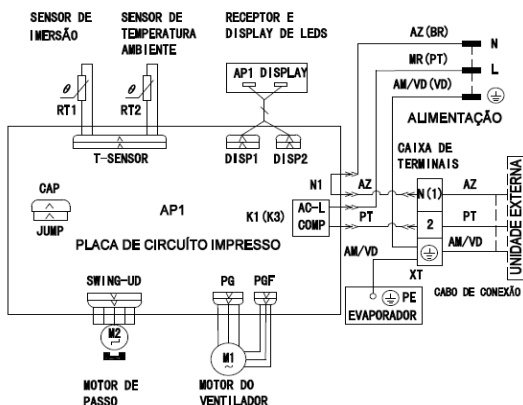 SENSOR DE
IMERSÃO
SENSOR DE
TEMPERATURA
AMBIENTE
RECEPTOR E
DISPLAY DE LEDS
AZ(BR)
N
MR(PT)
L
AM/VD(VD)
ALIMENTAÇÃO
θ
RT1
θ
RT2
AP1 DISPLAY
T-SENSOR
DISP1
DISP2
CAIXA DE
TERMINAIS
N1
AZ
N(1)
AZ
CAP
JUMP
AP1
K1(K3)
AC-L
COMP
PT
2
PT
UNIDADE EXTERNA
PLACA DE CIRCUÍTO IMPRESSO
AM/VD
AM/VD
XT
CABO DE CONEXÃO
SWING-UD
PG
PGF
PE
EVAPORADOR
M2
M1
~
MOTOR DE
PASSO
MOTOR DO
VENTILADOR